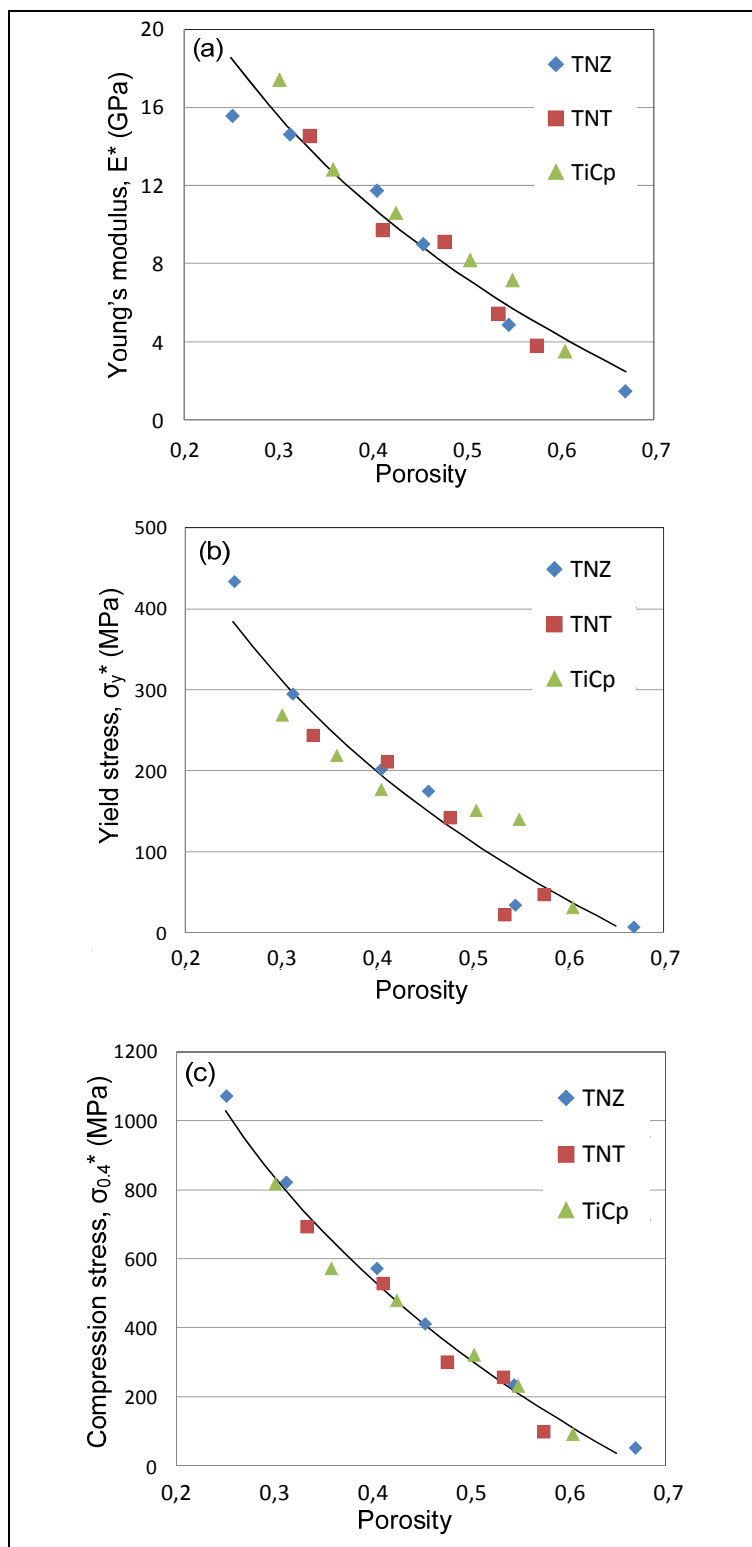 (a)
Young's modulus, E* (GPa)
20
16
12
8
4
0
TNZ
TNT
TiCp
0,2 0,3 0,4 0,5 0,6 0,7
Porosity
(b)
Yield stress, σy* (MPa)
500
400
300
200
100
0
TNZ
TNT
TiCp
0,2 0,3 0,4 0,5 0,6 0,7
Porosity
(c)
Compression stress, σ0.4* (MPa)
1200
1000
800
600
400
200
0
TNZ
TNT
TiCp
0,2 0,3 0,4 0,5 0,6 0,7
Porosity